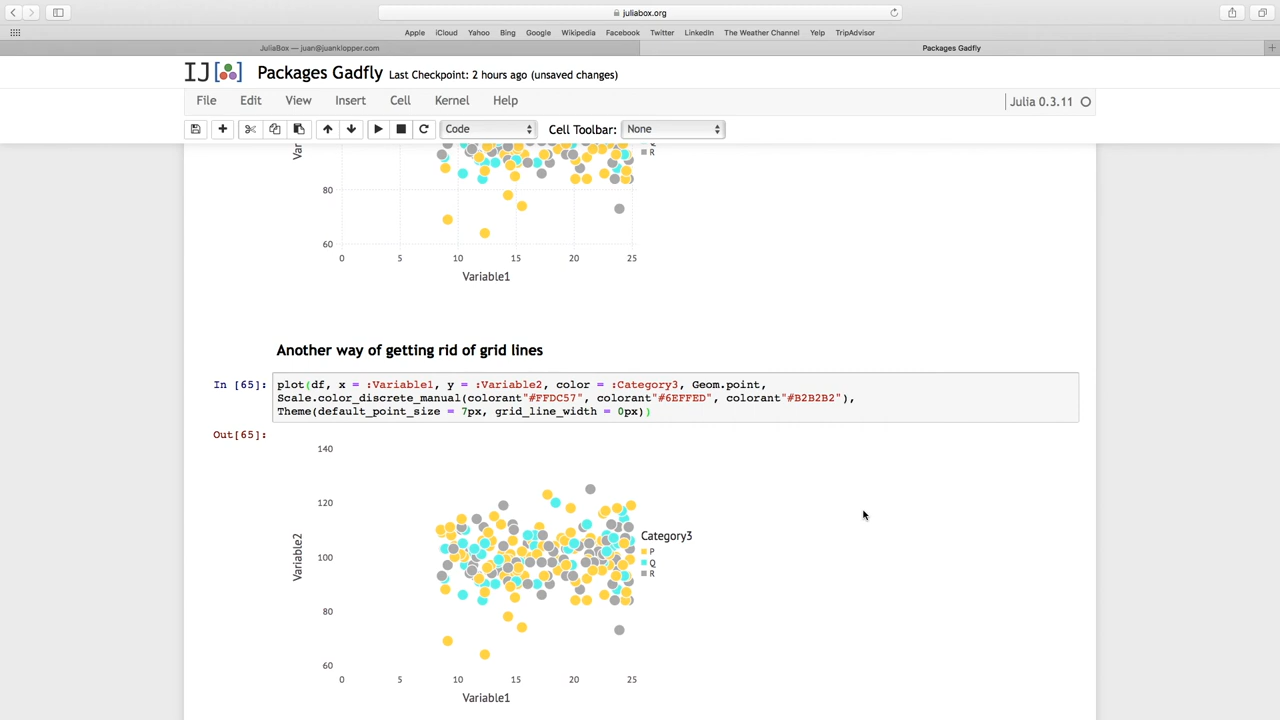 juliabox.org
Apple iCloud Yahoo Bing Google Wikipedia Facebook Twitter LinkedIn The Weather Channel Yelp TripAdvisor
JuliaBox — juan@juanklopper.com
Packages Gadfly
IJ[ ] Packages Gadfly Last Checkpoint: 2 hours ago (unsaved changes)
File Edit View Insert Cell Kernel Help
Julia 0.3.11
Code
Cell Toolbar: None
Var
R
80
60
0 5 10 15 20 25
Variable1
Another way of getting rid of grid lines
In [65]: plot(df, x = :Variable1, y = :Variable2, color = :Category3, Geom.point,
Scale.color_discrete_manual(colorant"#FFDC57", colorant"#6EFFED", colorant"#B2B2B2"),
Theme(default_point_size = 7px, grid_line_width = 0px))
Out[65]:
140
120
100
80
60
Variable2
Category3
P
Q
R
0 5 10 15 20 25
Variable1